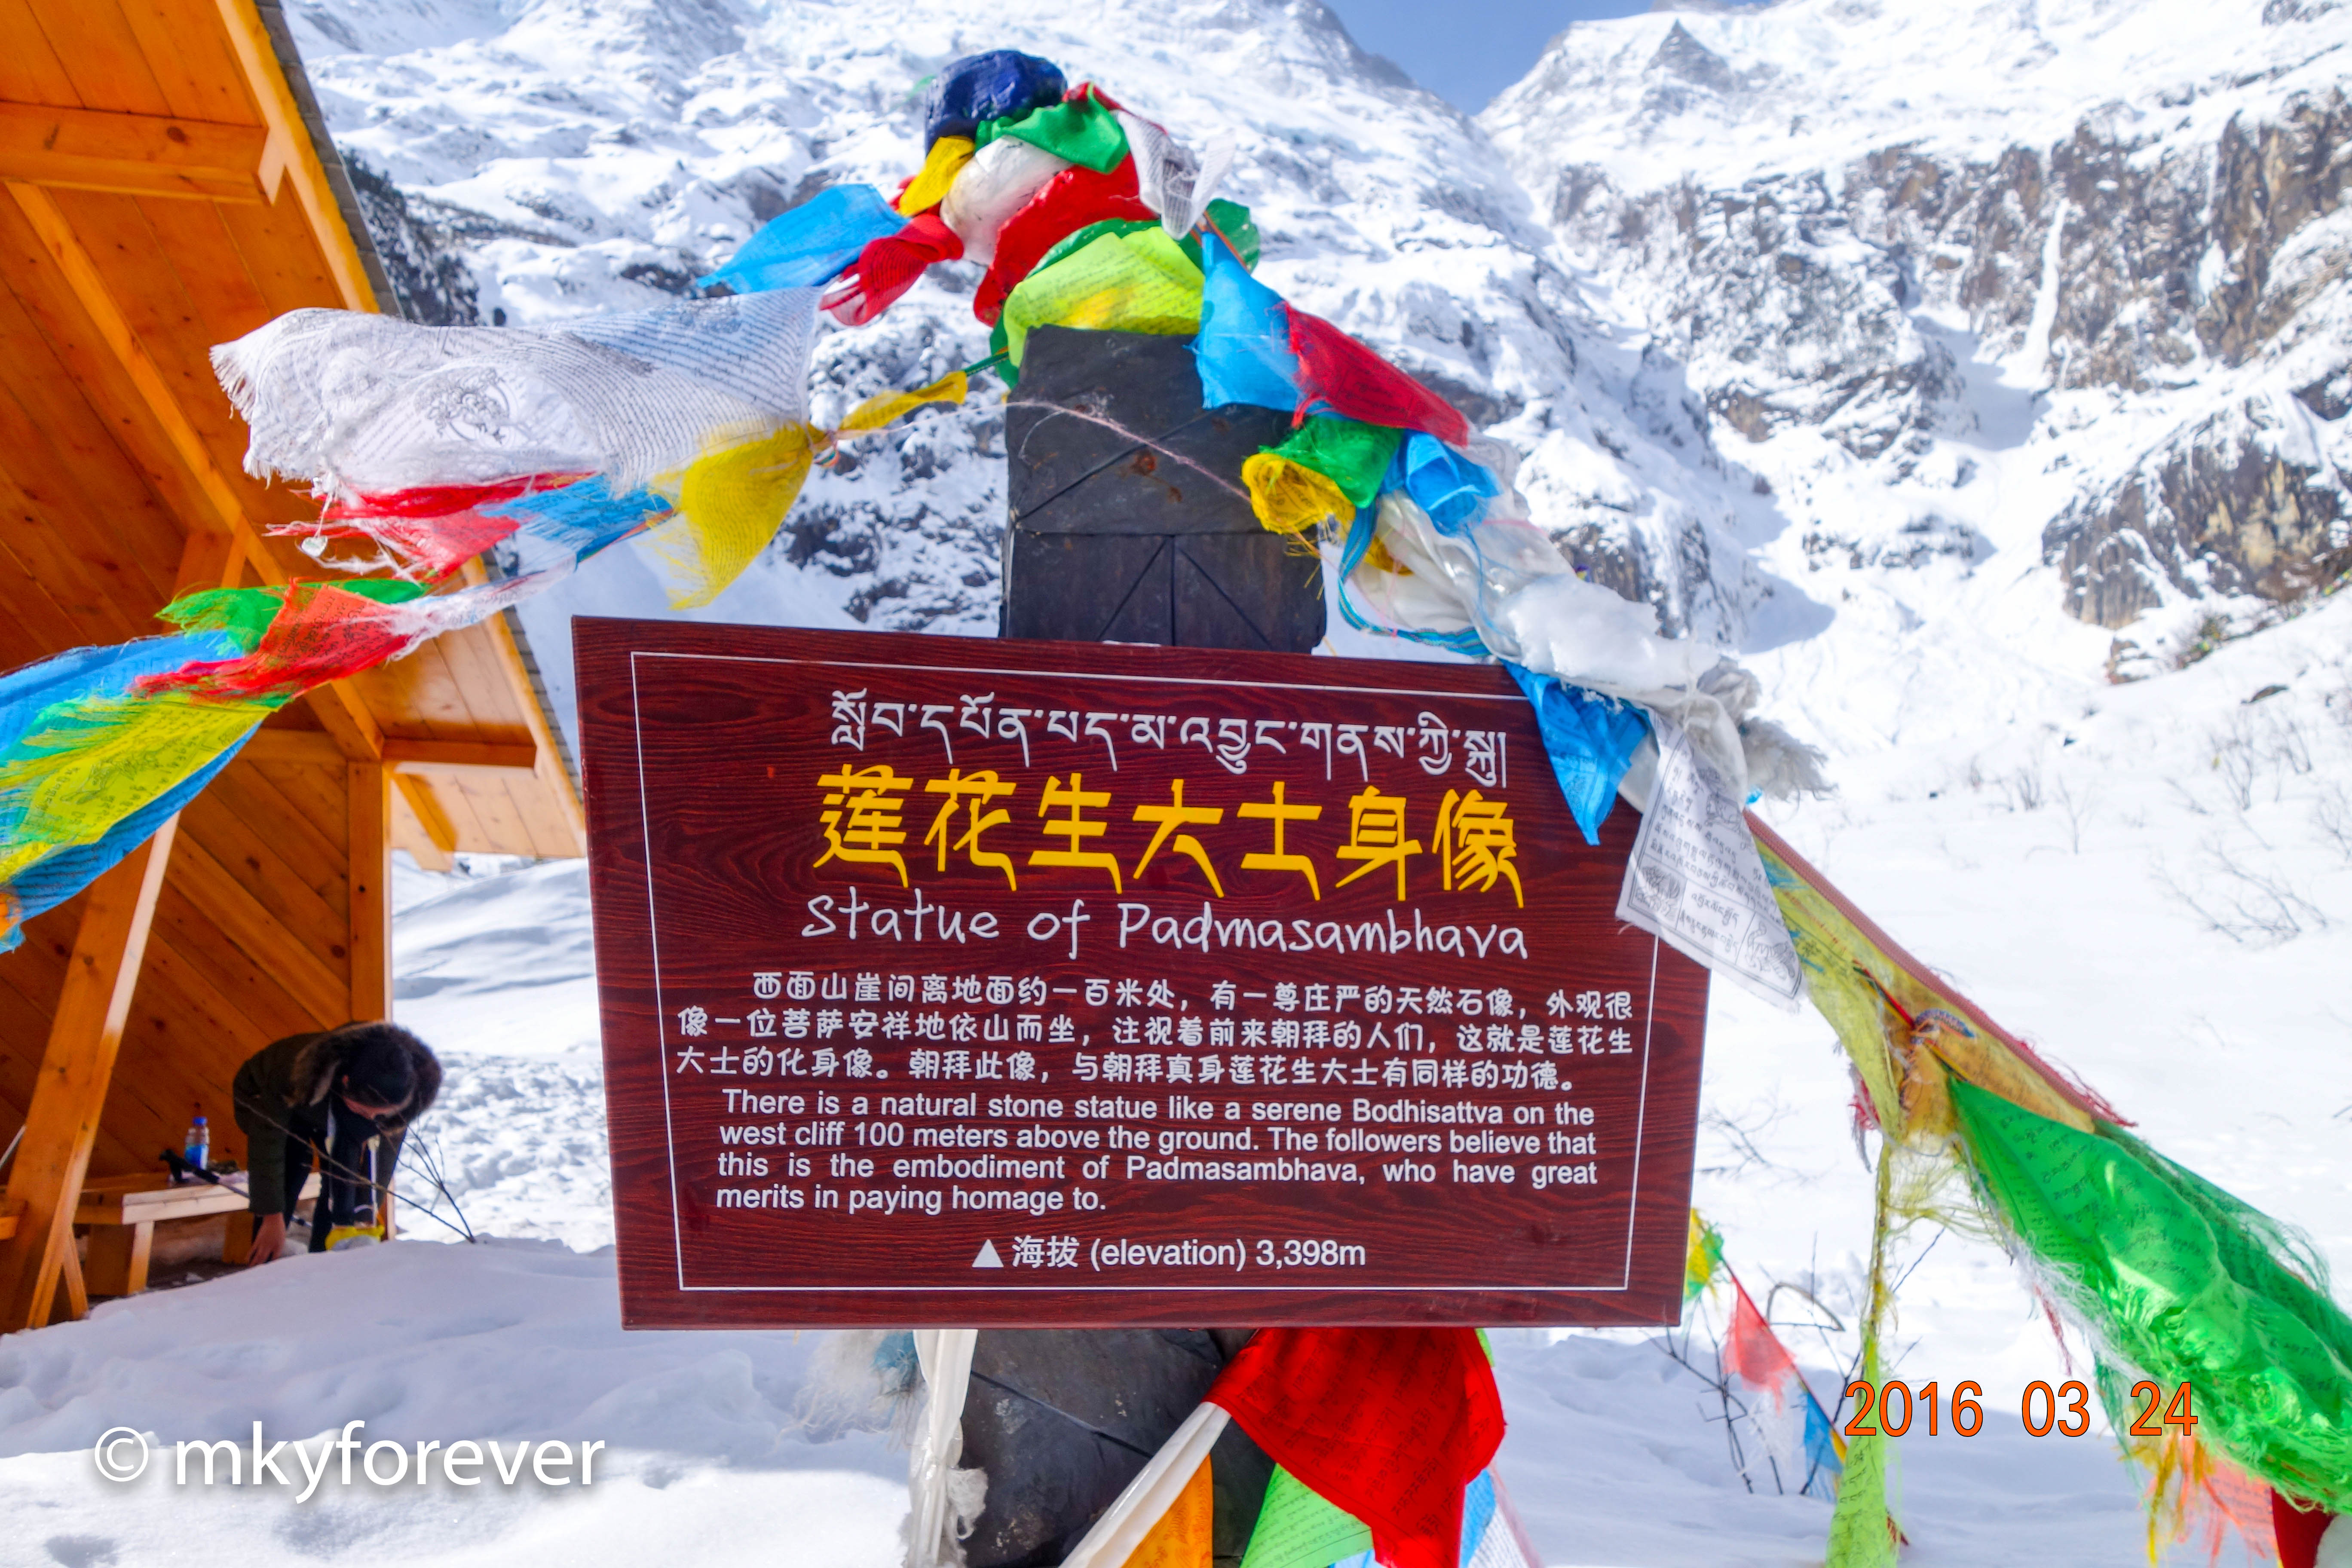 སློབ་དཔོན་པད་མ་འབྱུང་གནས་ཀྱི་སྐུ།
莲花生大士身像
Statue of Padmasambhava
西面山崖间离地面约一百米处，有一尊庄严的天然石像，外观很
像一位菩萨安祥地依山而坐，注视着前来朝拜的人们，这就是莲花生
大士的化身像。朝拜此像，与朝拜真身莲花生大士有同样的功德。
There is a natural stone statue like a serene Bodhisattva on the
west cliff 100 meters above the ground. The followers believe that
this is the embodiment of Padmasambhava, who have great
merits in paying homage to.
▲海拔 (elevation) 3,398m
2016 03 24
© mkyforever